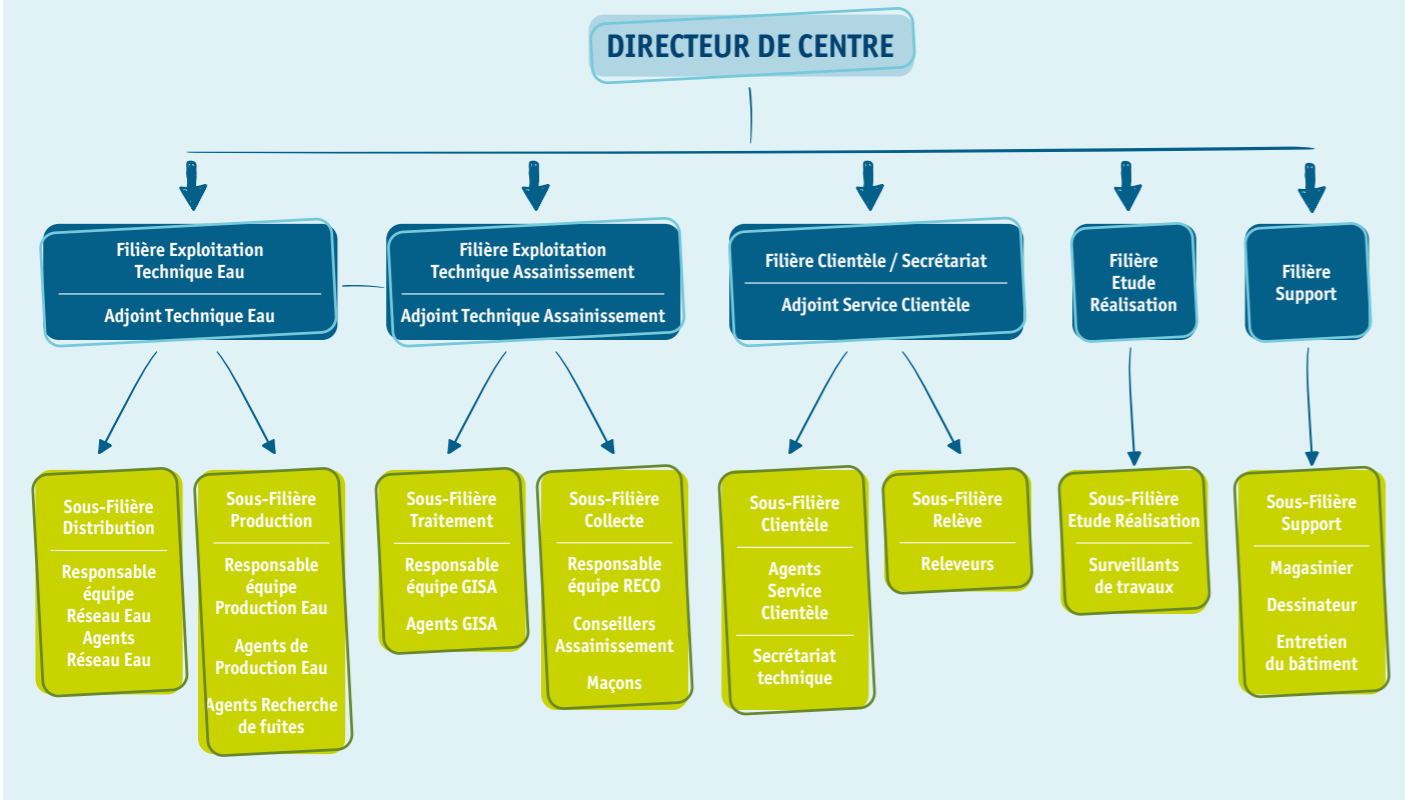 DIRECTEUR DE CENTRE
Filière Exploitation
Technique Eau
Adjoint Technique Eau
Filière Exploitation
Technique Assainissement
Adjoint Technique Assainissement
Filière Clientèle / Secrétariat
Adjoint Service Clientèle
Filière
Etude
Réalisation
Filière
Support
Sous-Filière
Distribution
Responsable
équipe
Réseau Eau
Agents
Réseau Eau
Sous-Filière
Production
Responsable
équipe
Production Eau
Agents de
Production Eau
Agents Recherche
de fuites
Sous-Filière
Traitement
Responsable
équipe GISA
Agents GISA
Sous-Filière
Collecte
Responsable
équipe RECO
Conseillers
Assainissement
Maçons
Sous-Filière
Clientèle
Agents
Service
Clientèle
Secrétariat
technique
Sous-Filière
Relève
Releveurs
Sous-Filière
Etude Réalisation
Surveillants
de travaux
Sous-Filière
Support
Magasinier
Dessinateur
Entretien
du bâtiment